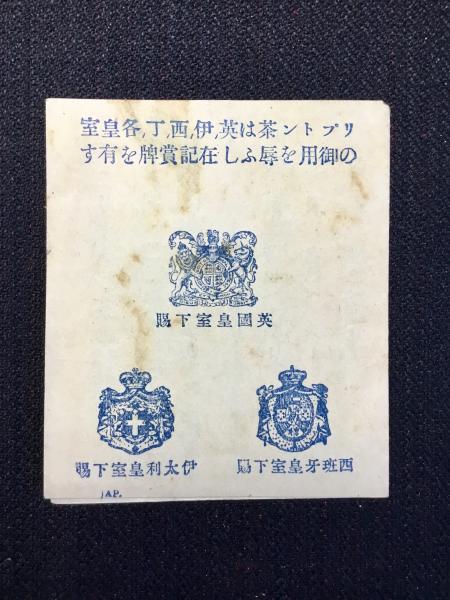 リプトン茶は英,伊,西,丁,各皇室
の御用を辱ふし在記賞牌を有す
英國皇室下賜
西班牙皇室下賜
伊太利皇室下賜
JAP.